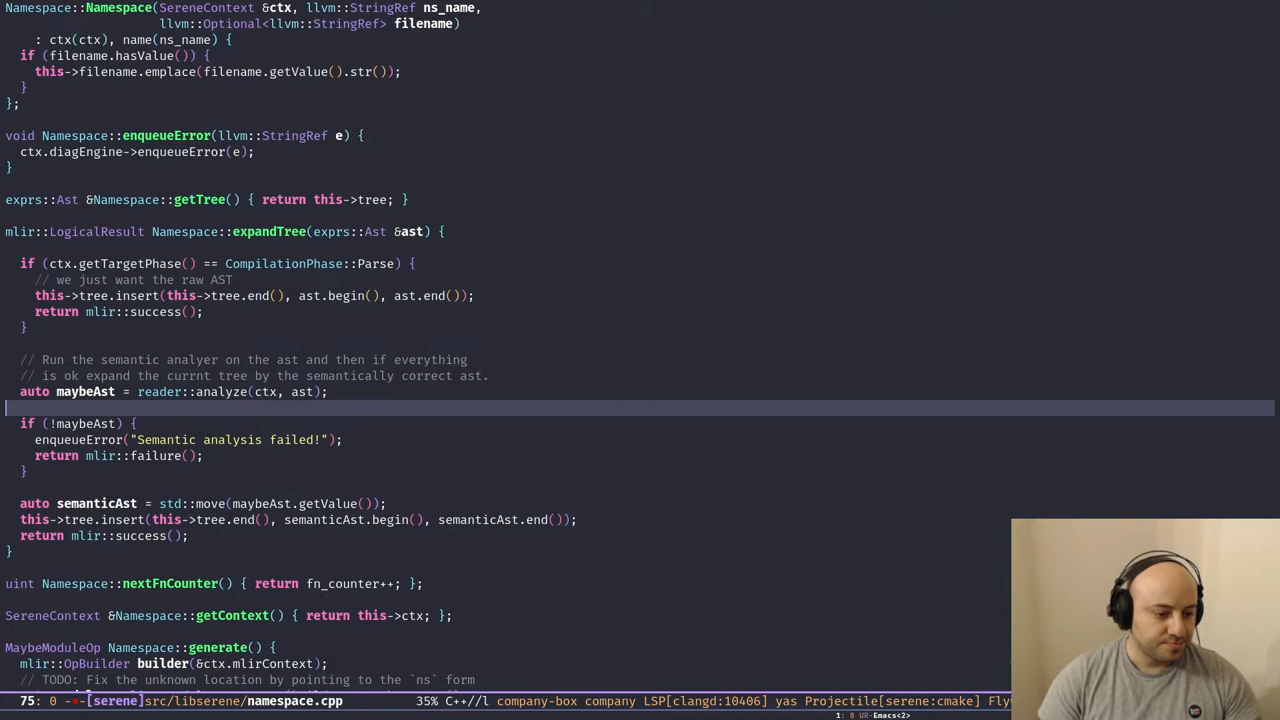 Namespace::Namespace(SereneContext &ctx, llvm::StringRef ns_name,
                     llvm::Optional<llvm::StringRef> filename)
    : ctx(ctx), name(ns_name) {
  if (filename.hasValue()) {
    this->filename.emplace(filename.getValue().str());
  }
};

void Namespace::enqueueError(llvm::StringRef e) {
  ctx.diagEngine->enqueueError(e);
}

exprs::Ast &Namespace::getTree() { return this->tree; }

mlir::LogicalResult Namespace::expandTree(exprs::Ast &ast) {

  if (ctx.getTargetPhase() == CompilationPhase::Parse) {
    // we just want the raw AST
    this->tree.insert(this->tree.end(), ast.begin(), ast.end());
    return mlir::success();
  }

  // Run the semantic analyer on the ast and then if everything
  // is ok expand the currnt tree by the semantically correct ast.
  auto maybeAst = reader::analyze(ctx, ast);

  if (!maybeAst) {
    enqueueError("Semantic analysis failed!");
    return mlir::failure();
  }

  auto semanticAst = std::move(maybeAst.getValue());
  this->tree.insert(this->tree.end(), semanticAst.begin(), semanticAst.end());
  return mlir::success();
}

uint Namespace::nextFnCounter() { return fn_counter++; };

SereneContext &Namespace::getContext() { return this->ctx; };

MaybeModuleOp Namespace::generate() {
  mlir::OpBuilder builder(&ctx.mlirContext);
  // TODO: Fix the unknown location by pointing to the `ns` form
75: 0 -*-[serene]src/libserene/namespace.cpp 35% C++//l company-box company LSP[clangd:10406] yas Projectile[serene:cmake]
1: 0 UR-Emacs<2>